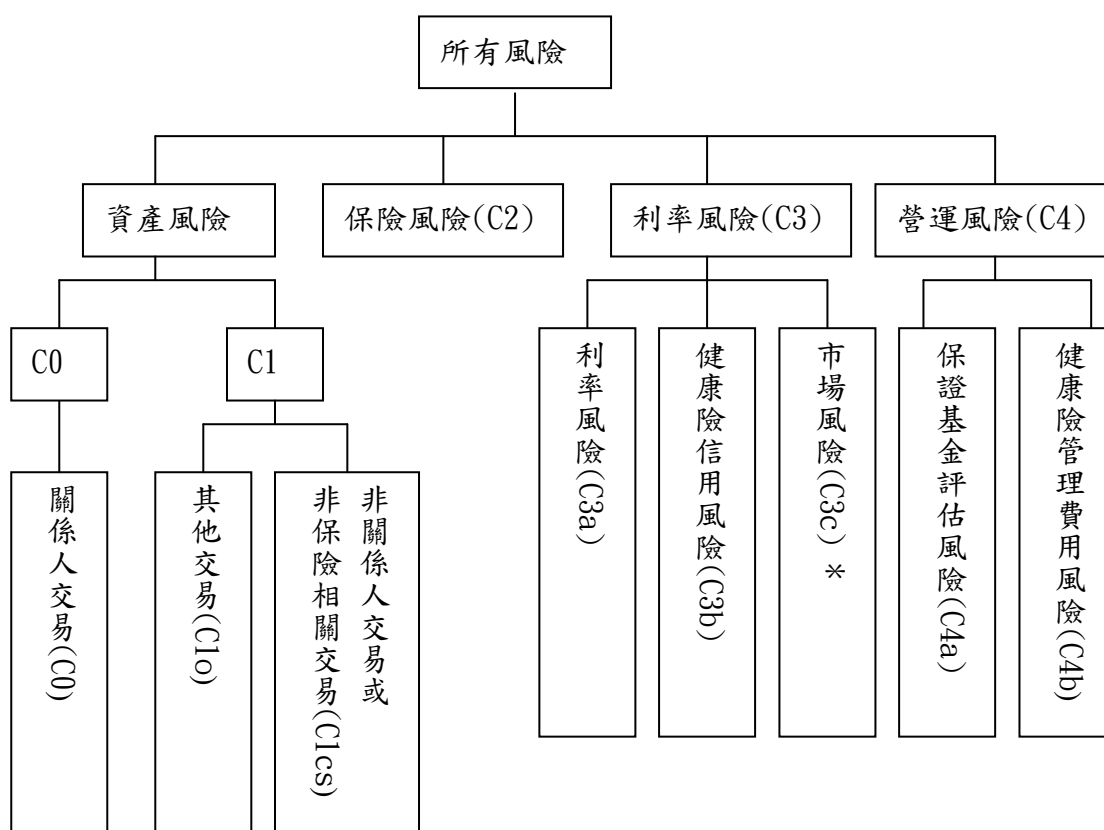 所有風險
資產風險
保險風險(C2)
利率風險(C3)
營運風險(C4)
C0
C1
利率風險(C3a)
健康險信用風險(C3b)
市場風險(C3c) *
保證基金評估風險(C4a)
健康險管理費用風險(C4b)
關係人交易(C0)
其他交易(C1o)
非關係人交易或
非保險相關交易(C1cs)